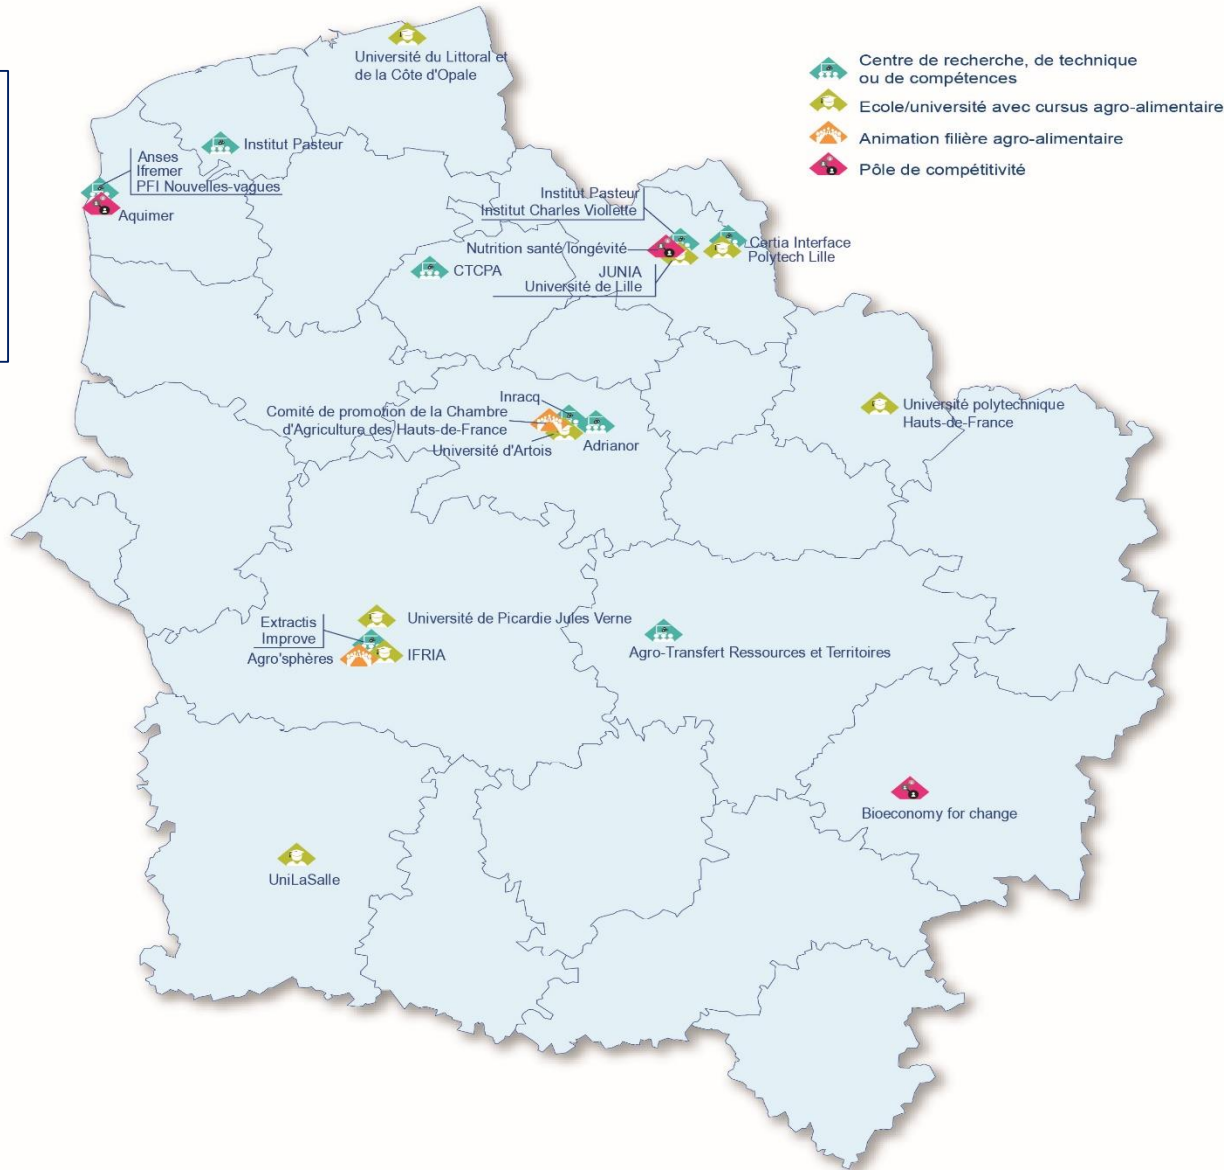 Université du Littoral et
de la Côte d'Opale
Centre de recherche, de technique
ou de compétences
Ecole/université avec cursus agro-alimentaire
Animation filière agro-alimentaire
Pôle de compétitivité
Institut Pasteur
Anses
Ifremer
PFI Nouvelles-vagues
Aquimer
Institut Pasteur
Institut Charles Viollette
Nutrition santé longévité
JUNIA
Université de Lille
Certia Interface
Polytech Lille
CTCPA
Inracq
Comité de promotion de la Chambre
d'Agriculture des Hauts-de-France
Université d'Artois
Adrianor
Université polytechnique
Hauts-de-France
Université de Picardie Jules Verne
Extractis
Improve
Agro'sphères
IFRIA
Agro-Transfert Ressources et Territoires
Bioeconomy for change
UniLaSalle